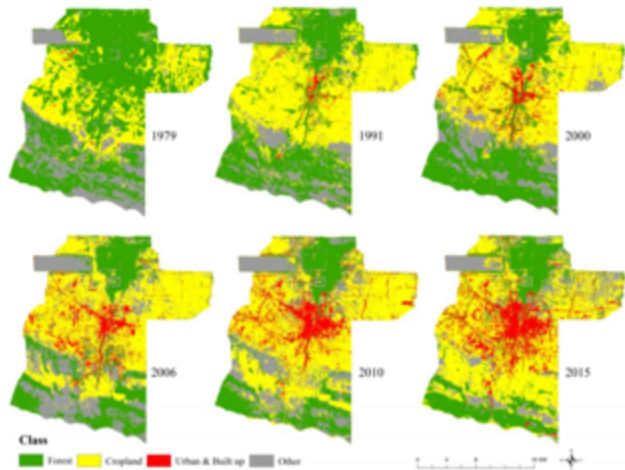 1979
1991
2000
2006
2010
2015
Class
Forest
Cropland
Urban & Built up
Other